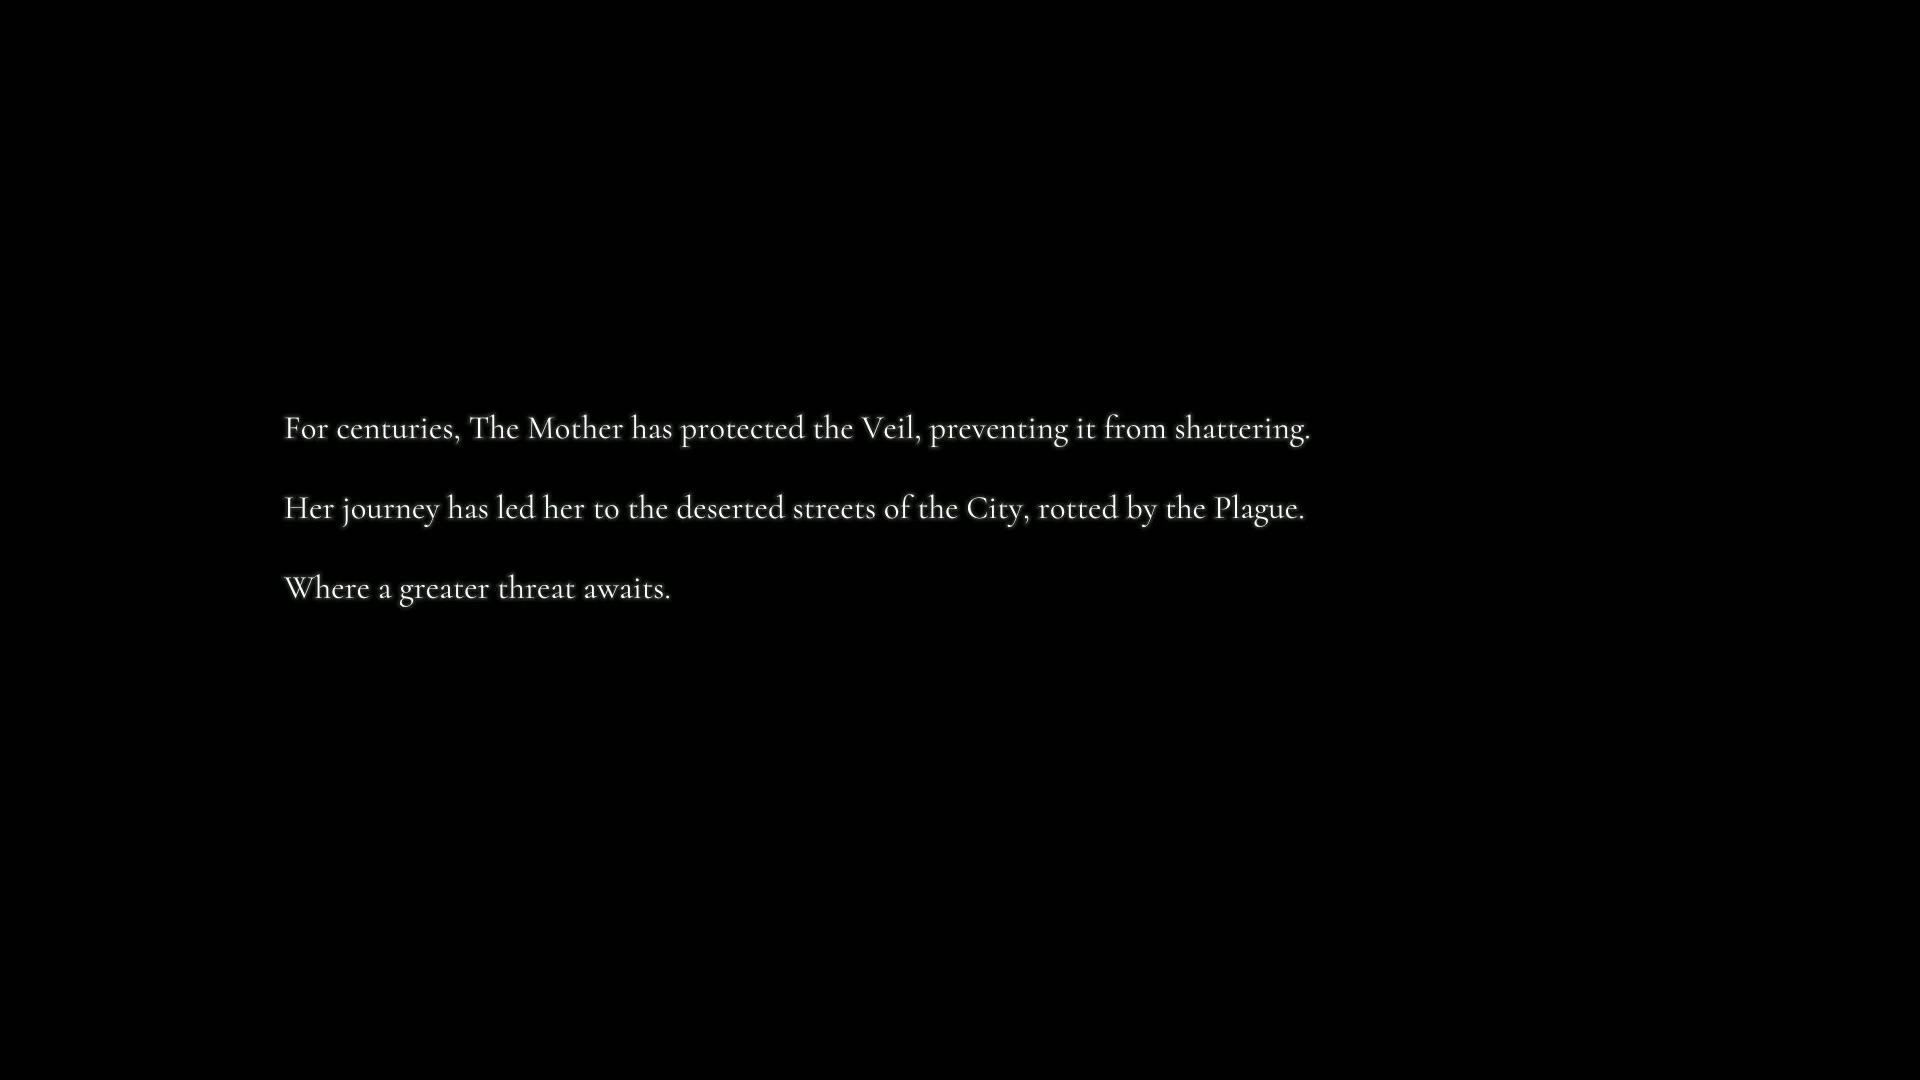 For centuries, The Mother has protected the Veil, preventing it from shattering.
Her journey has led her to the deserted streets of the City, rotted by the Plague.
Where a greater threat awaits.